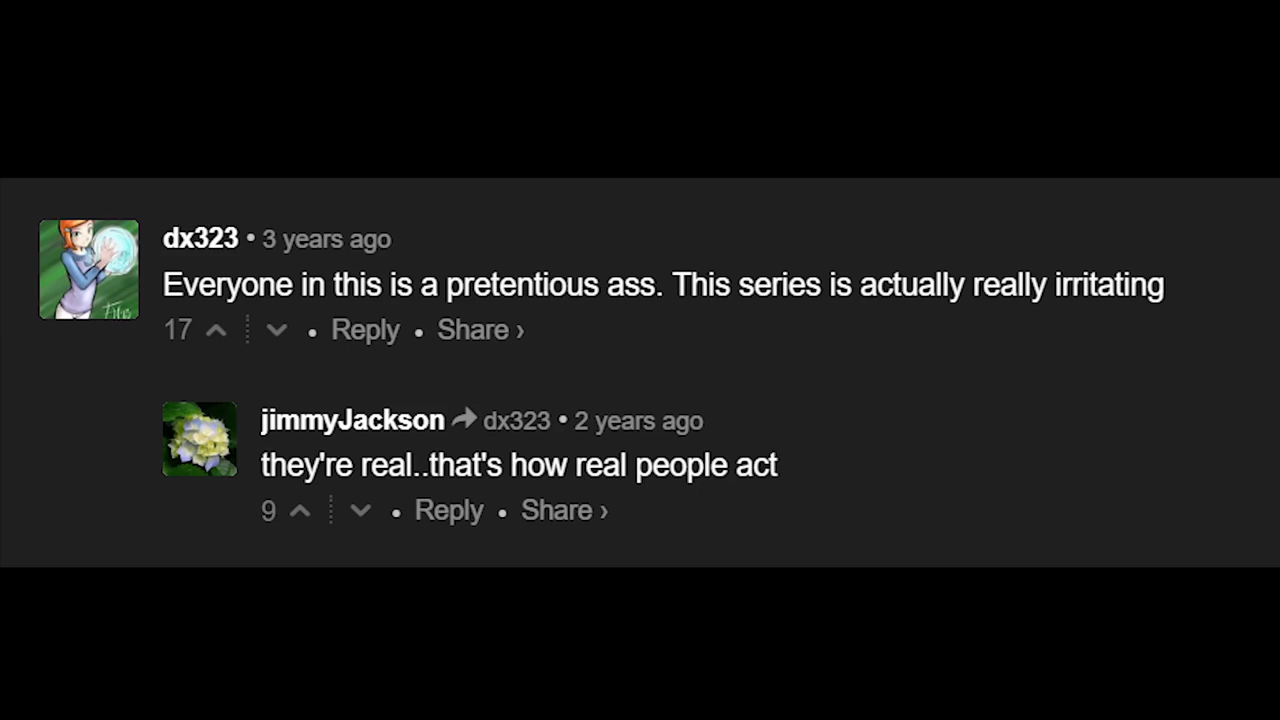 dx323 • 3 years ago
Everyone in this is a pretentious ass. This series is actually really irritating
17 • Reply • Share ›
jimmyJackson dx323 • 2 years ago
they're real..that's how real people act
9 • Reply • Share ›